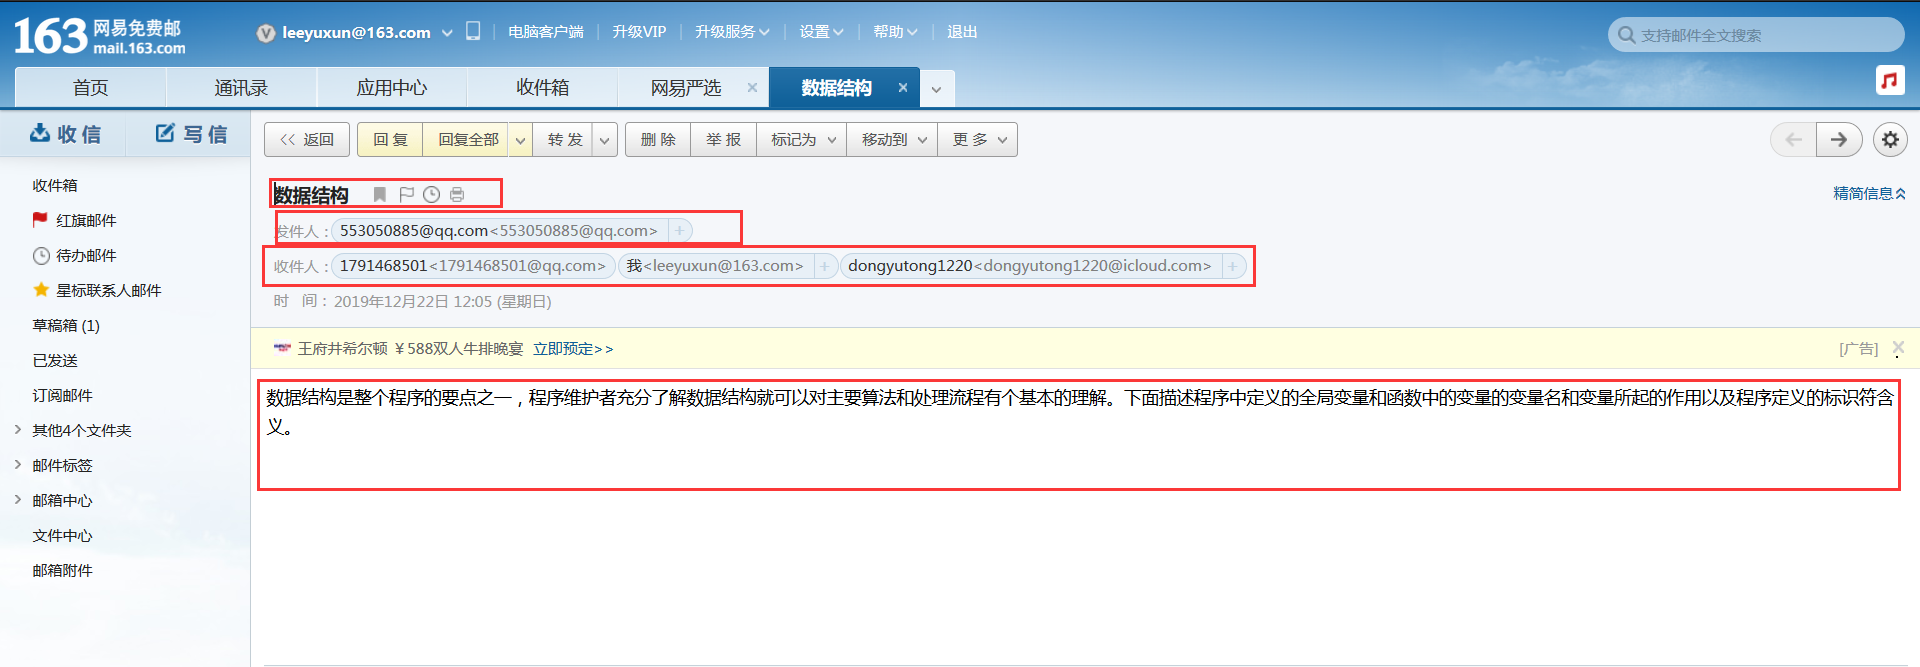 163 网易免费邮 mail.163.com
leeyuxun@163.com 电脑客户端 升级VIP 升级服务 设置 帮助 退出
支持邮件全文搜索
首页 通讯录 应用中心 收件箱 网易严选 × 数据结构 ×
收信 写信
<< 返回 回复 回复全部 转发 删除 举报 标记为 移动到 更多
收件箱
红旗邮件
待办邮件
星标联系人邮件
草稿箱 (1)
已发送
订阅邮件
其他4个文件夹
邮件标签
邮箱中心
文件中心
邮箱附件
数据结构
精简信息
发件人：553050885@qq.com<553050885@qq.com> +
收件人：1791468501<1791468501@qq.com> 我<leeyuxun@163.com> + dongyutong1220<dongyutong1220@icloud.com> +
时 间：2019年12月22日 12:05 (星期日)
王府井希尔顿 ￥588双人牛排晚宴 立即预定>>
[广告] ×
数据结构是整个程序的要点之一，程序维护者充分了解数据结构就可以对主要算法和处理流程有个基本的理解。下面描述程序中定义的全局变量和函数中的变量的变量名和变量所起的作用以及程序定义的标识符含
义。